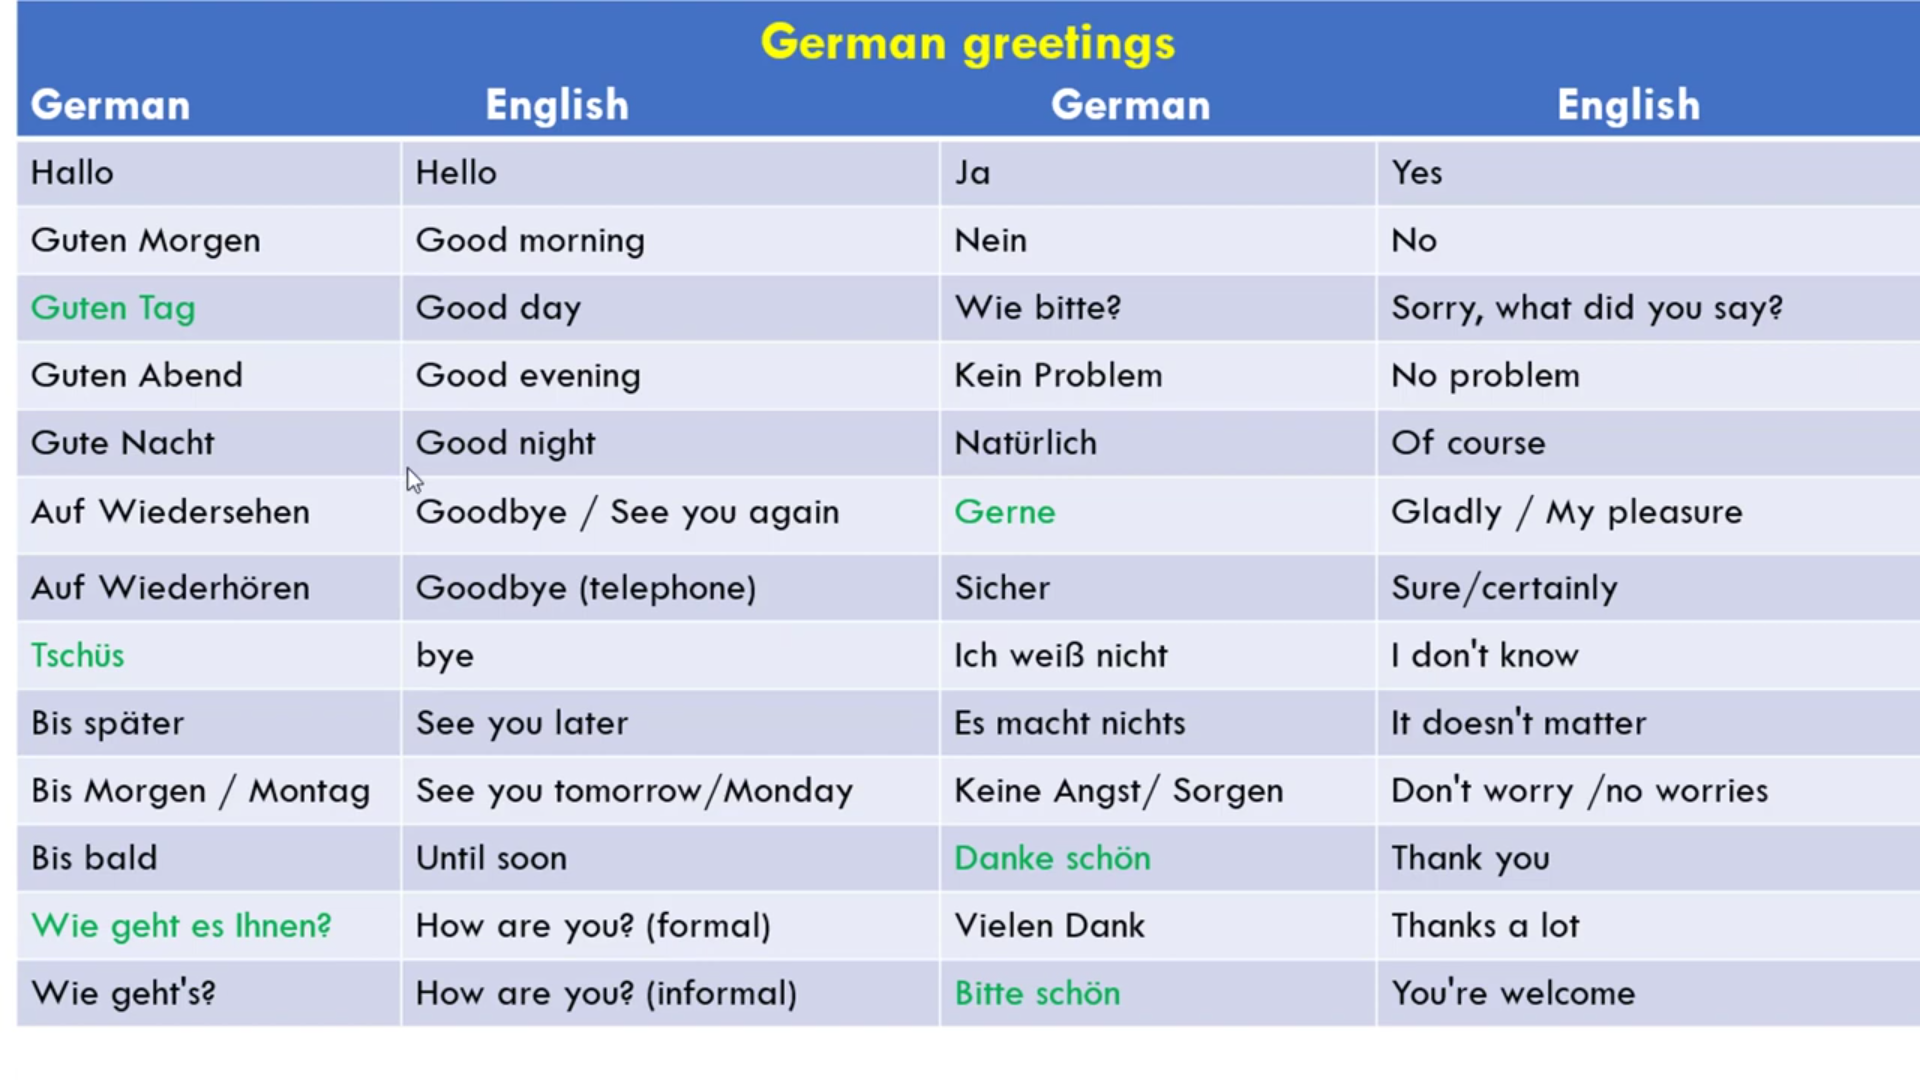 German greetings
German English German English
Hallo Hello Ja Yes
Guten Morgen Good morning Nein No
Guten Tag Good day Wie bitte? Sorry, what did you say?
Guten Abend Good evening Kein Problem No problem
Gute Nacht Good night Natürlich Of course
Auf Wiedersehen Goodbye / See you again Gerne Gladly / My pleasure
Auf Wiederhören Goodbye (telephone) Sicher Sure/certainly
Tschüs bye Ich weiß nicht I don't know
Bis später See you later Es macht nichts It doesn't matter
Bis Morgen / Montag See you tomorrow/Monday Keine Angst/ Sorgen Don't worry /no worries
Bis bald Until soon Danke schön Thank you
Wie geht es Ihnen? How are you? (formal) Vielen Dank Thanks a lot
Wie geht's? How are you? (informal) Bitte schön You're welcome